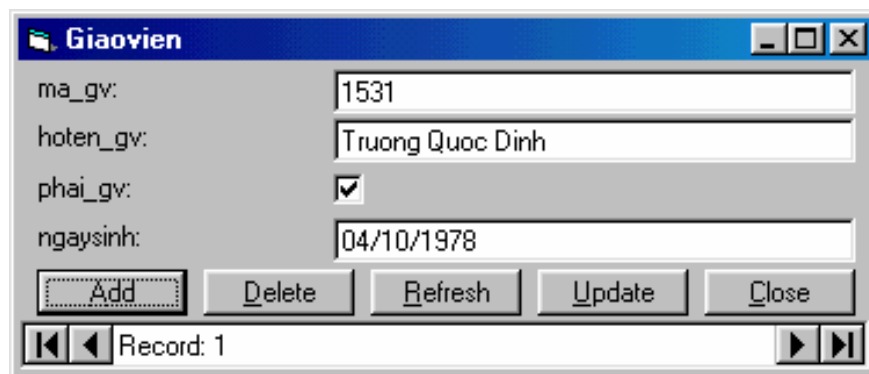 Giaovien
ma_gv: 1531
hoten_gv: Truong Quoc Dinh
phai_gv:
ngaysinh: 04/10/1978
Add Delete Refresh Update Close
Record: 1